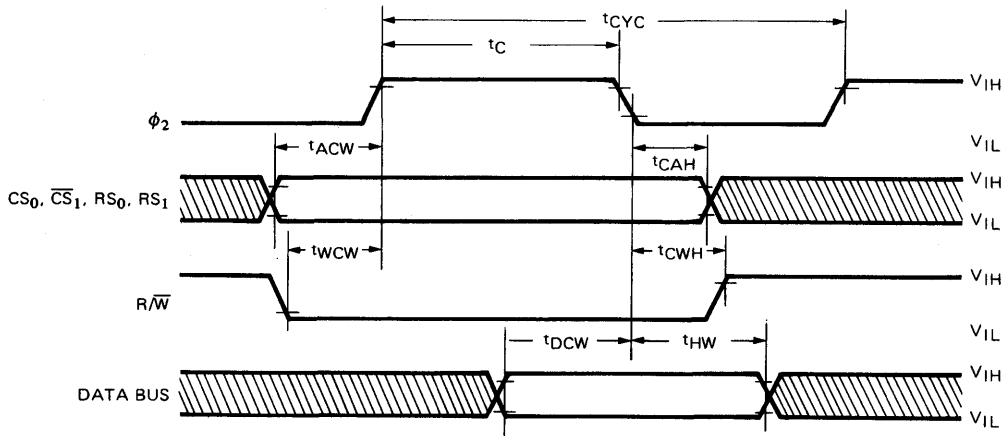 tCYC
tC
VIH
ϕ2
tACW
tCAH
VIL
CS0, C̅S̅1, RS0, RS1
VIH
VIL
tWCW
tCWH
VIH
R/W̅
VIL
tDCW
tHW
VIH
DATA BUS
VIL